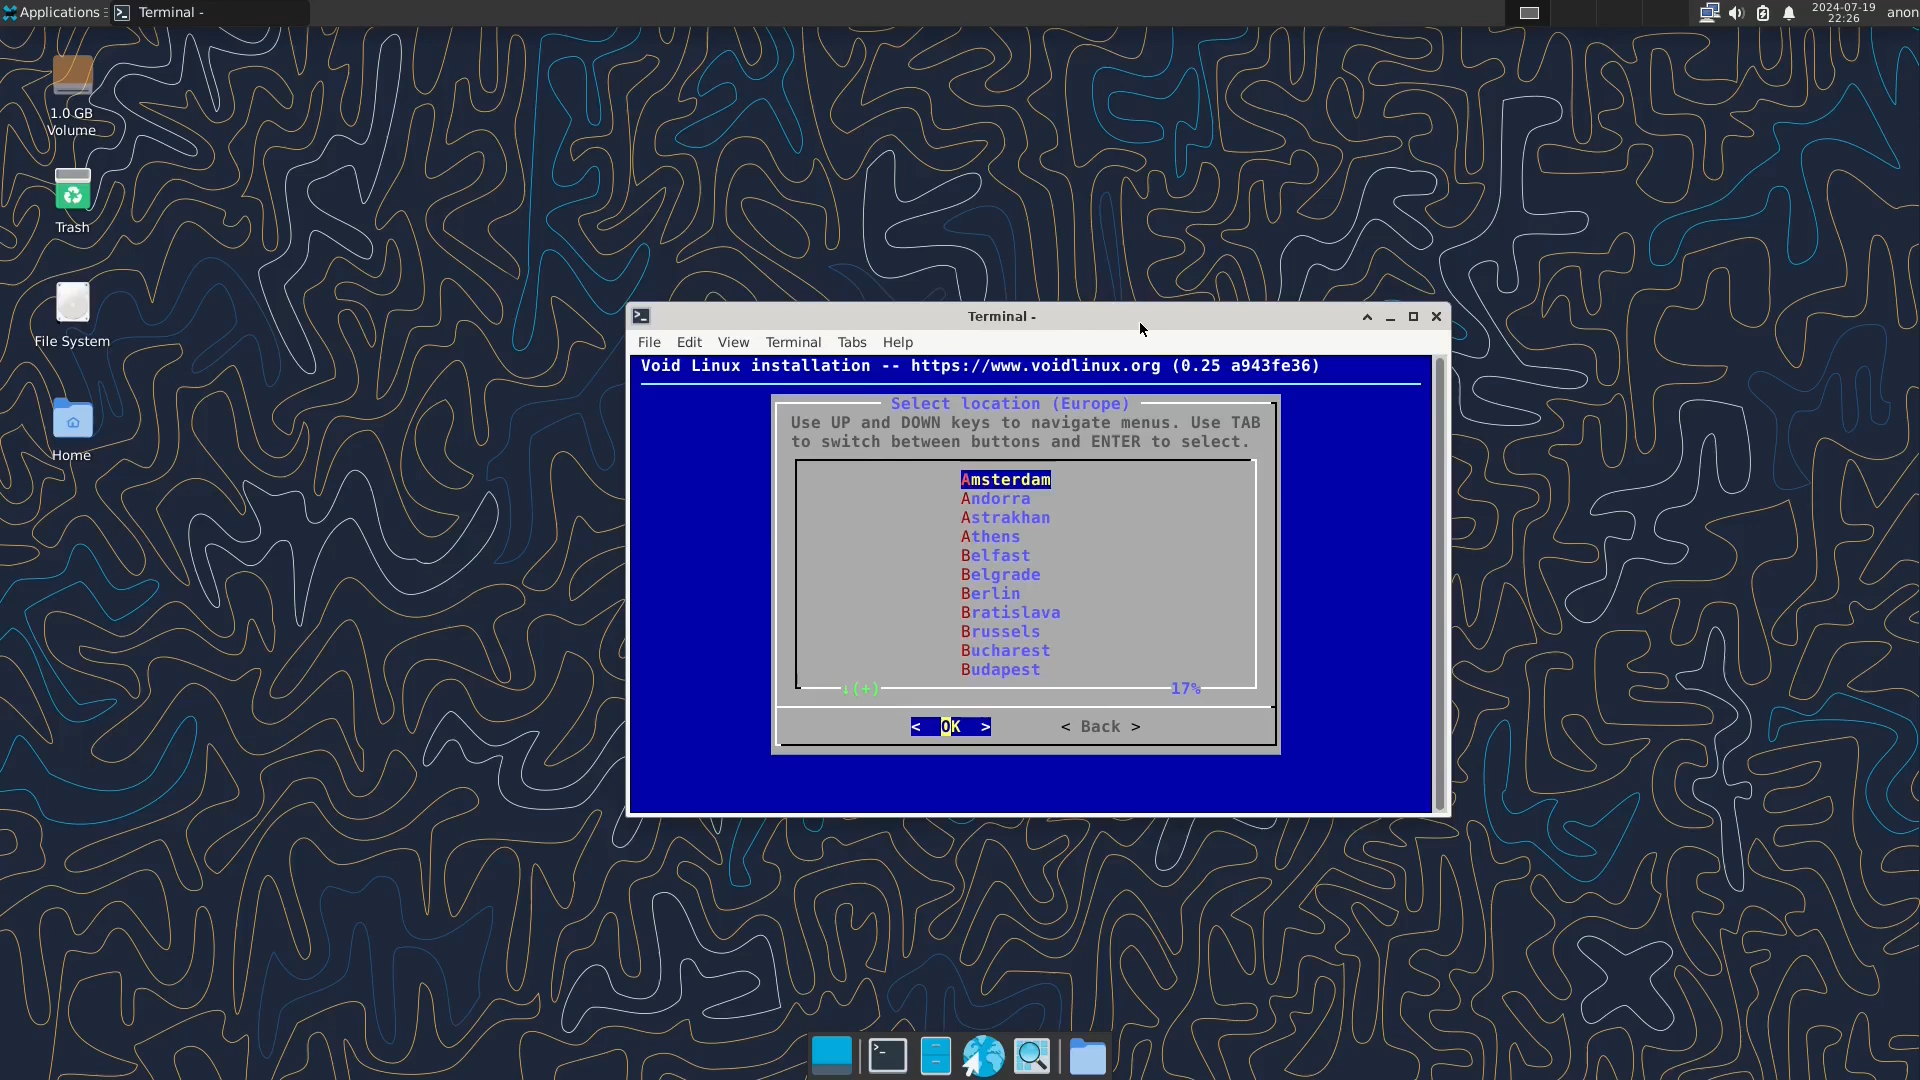 Applications
Terminal -
2024-07-19
22:26
anon
1.0 GB
Volume
Trash
File System
Home
Terminal -
File Edit View Terminal Tabs Help
Void Linux installation -- https://www.voidlinux.org (0.25 a943fe36)
Select location (Europe)
Use UP and DOWN keys to navigate menus. Use TAB
to switch between buttons and ENTER to select.
Amsterdam
Andorra
Astrakhan
Athens
Belfast
Belgrade
Berlin
Bratislava
Brussels
Bucharest
Budapest
↓(+) 17%
< OK > < Back >